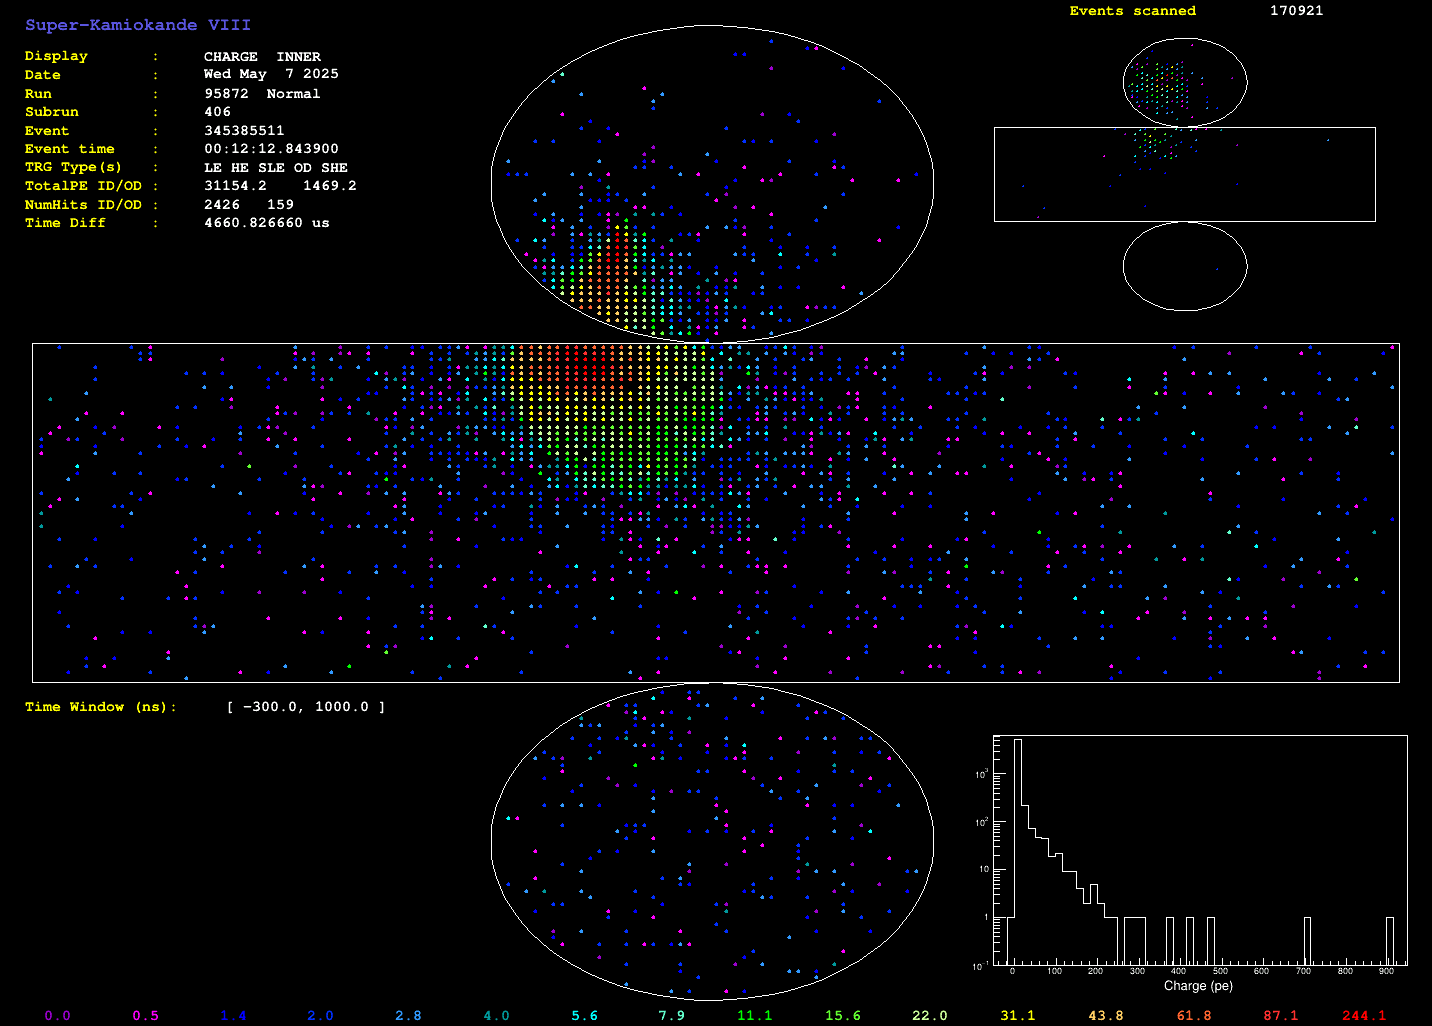 Super-Kamiokande VIII
Display : CHARGE INNER
Date : Wed May 7 2025
Run : 95872 Normal
Subrun : 406
Event : 345385511
Event time : 00:12:12.843900
TRG Type(s) : LE HE SLE OD SHE
TotalPE ID/OD : 31154.2 1469.2
NumHits ID/OD : 2426 159
Time Diff : 4660.826660 us
Events scanned 170921
Time Window (ns): [ -300.0, 1000.0 ]
10³
10²
10
1
10⁻¹
0 100 200 300 400 500 600 700 800 900
Charge (pe)
0.0 0.5 1.4 2.0 2.8 4.0 5.6 7.9 11.1 15.6 22.0 31.1 43.8 61.8 87.1 244.1